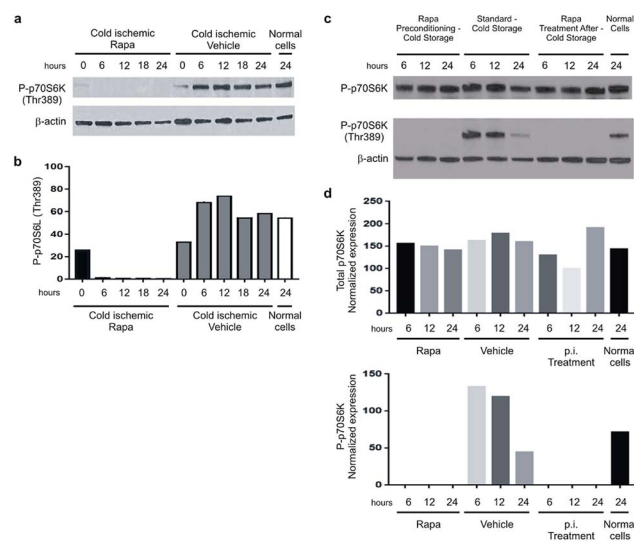 a
Cold ischemic
Rapa
Cold ischemic
Vehicle
Normal
cells
hours 0 6 12 18 24 0 6 12 18 24 24
P-p70S6K
(Thr389)
β-actin
b
P-p70S6L (Thr389)
100
80
60
40
20
0
hours 0 6 12 18 24 0 6 12 18 24 24
Cold ischemic
Rapa
Cold ischemic
Vehicle
Normal
cells
c
Rapa
Preconditioning -
Cold Storage
Standard -
Cold Storage
Rapa
Treatment After -
Cold Storage
Normal
Cells
hours 6 12 24 6 12 24 6 12 24 24
P-p70S6K
P-p70S6K
(Thr389)
β-actin
d
Total p70S6K
Normalized expression
250
200
150
100
50
0
hours 6 12 24 6 12 24 6 12 24 24
Rapa
Vehicle
p.i.
Treatment
Norma
cells
P-p70S6K
Normalized expression
150
100
50
0
hours 6 12 24 6 12 24 6 12 24 24
Rapa
Vehicle
p.i.
Treatment
Norma
cells